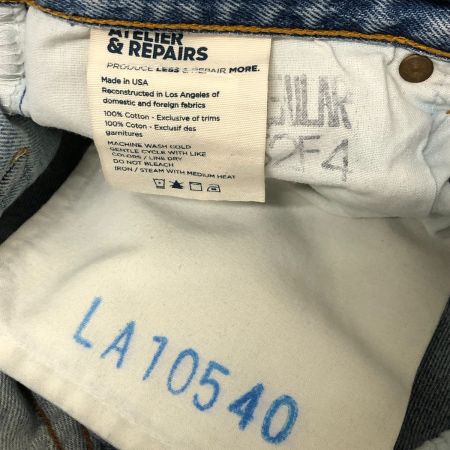 ATELIER
& REPAIRS
PRODUCE LESS & REPAIR MORE.
Made in USA
Reconstructed in Los Angeles of
domestic and foreign fabrics
100% Cotton - Exclusive of trims
100% Coton - Exclusif des
garnitures
MACHINE WASH COLD
GENTLE CYCLE WITH LIKE
COLORS / LINE DRY
DO NOT BLEACH
IRON / STEAM WITH MEDIUM HEAT
LA10540